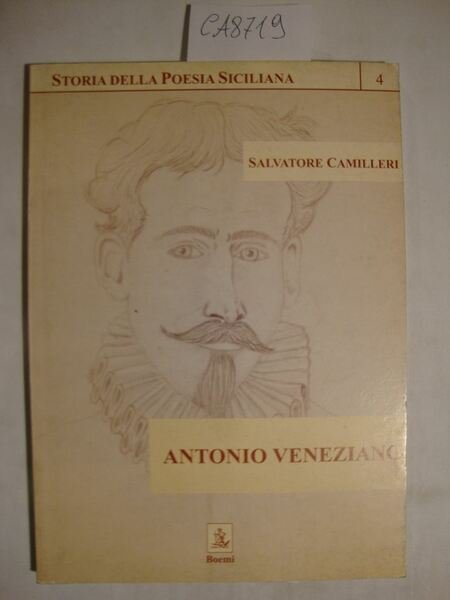 CA8719
STORIA DELLA POESIA SICILIANA 4
SALVATORE CAMILLERI
ANTONIO VENEZIANO
Boemi